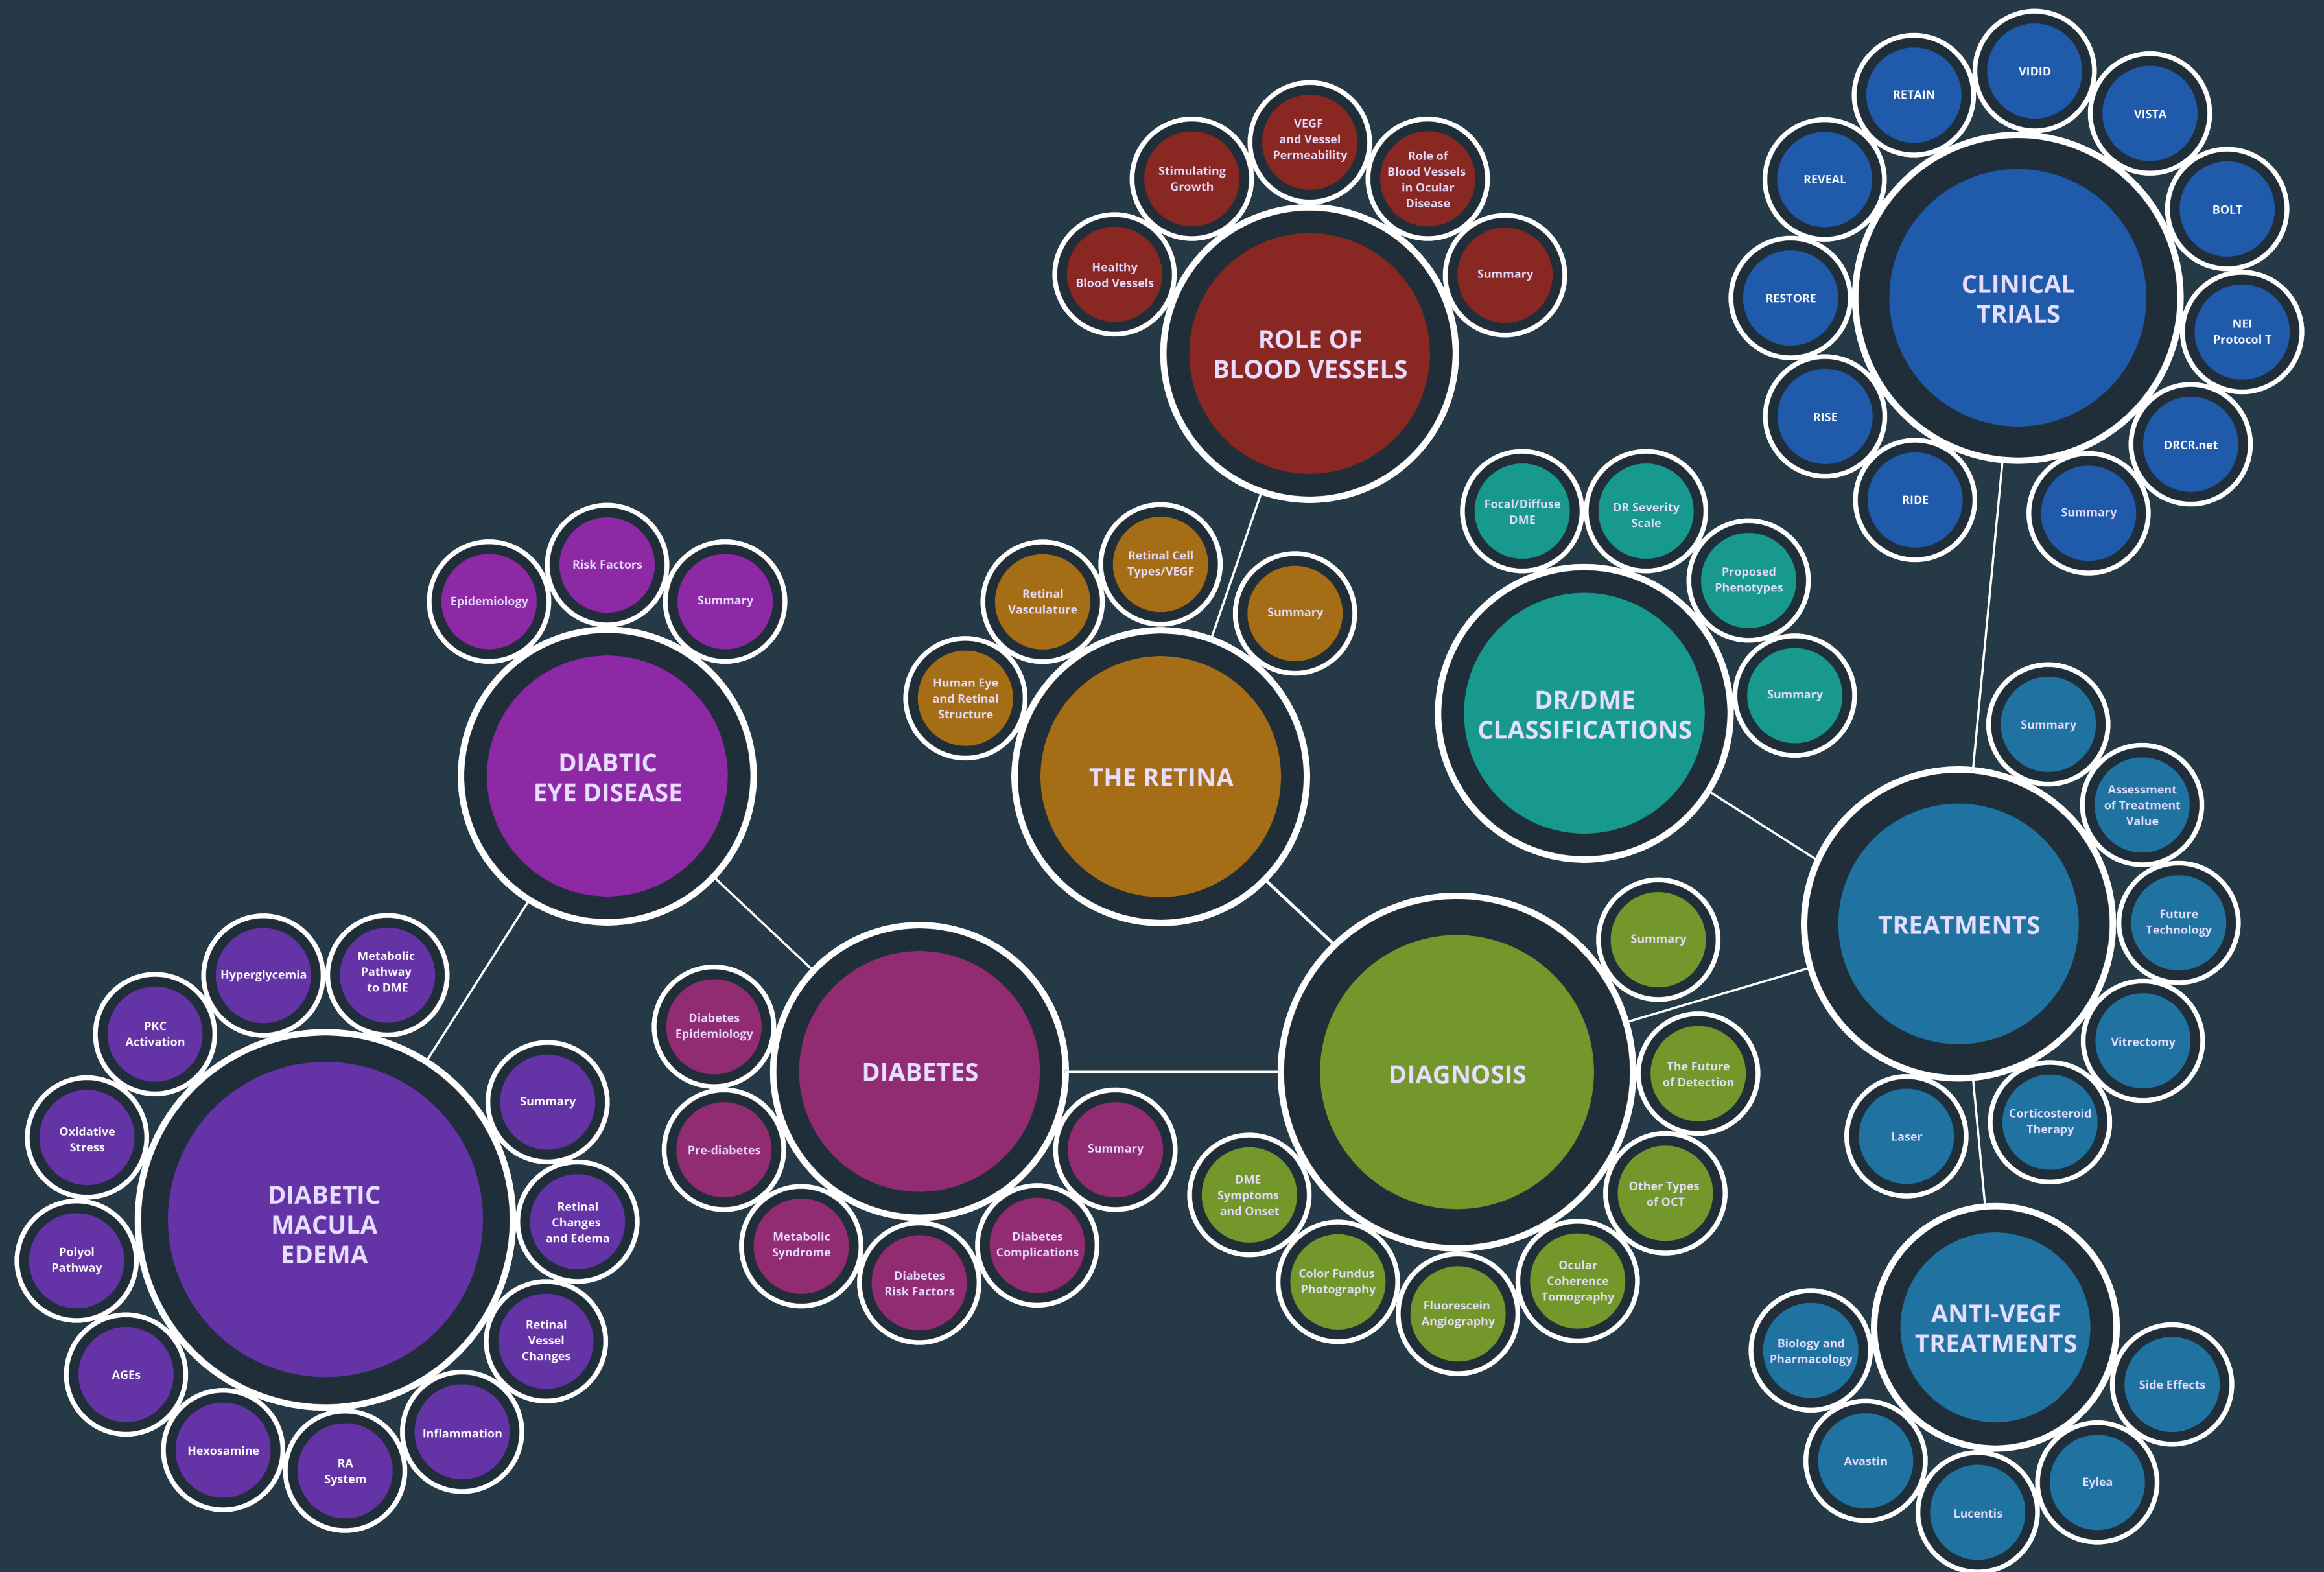 VIDID
RETAIN
VISTA
REVEAL
BOLT
RESTORE
NEI
Protocol T
RISE
DRCR.net
RIDE
Summary
CLINICAL
TRIALS
VEGF
and Vessel
Permeability
Stimulating
Growth
Role of
Blood Vessels
in Ocular
Disease
Healthy
Blood Vessels
Summary
ROLE OF
BLOOD VESSELS
Focal/Diffuse
DME
DR Severity
Scale
Proposed
Phenotypes
Summary
DR/DME
CLASSIFICATIONS
Retinal Cell
Types/VEGF
Retinal
Vasculature
Summary
Human Eye
and Retinal
Structure
THE RETINA
Risk Factors
Epidemiology
Summary
DIABTIC
EYE DISEASE
Summary
Assessment
of Treatment
Value
Future
Technology
Vitrectomy
Corticosteroid
Therapy
Laser
TREATMENTS
Metabolic
Pathway
to DME
Hyperglycemia
PKC
Activation
Oxidative
Stress
Polyol
Pathway
AGEs
Hexosamine
RA
System
Inflammation
Retinal
Vessel
Changes
Retinal
Changes
and Edema
Summary
DIABETIC
MACULA
EDEMA
Diabetes
Epidemiology
Pre-diabetes
Metabolic
Syndrome
Diabetes
Risk Factors
Diabetes
Complications
Summary
DIABETES
Summary
The Future
of Detection
Other Types
of OCT
Ocular
Coherence
Tomography
Fluorescein
Angiography
Color Fundus
Photography
DME
Symptoms
and Onset
DIAGNOSIS
ANTI-VEGF
TREATMENTS
Biology and
Pharmacology
Avastin
Lucentis
Eylea
Side Effects